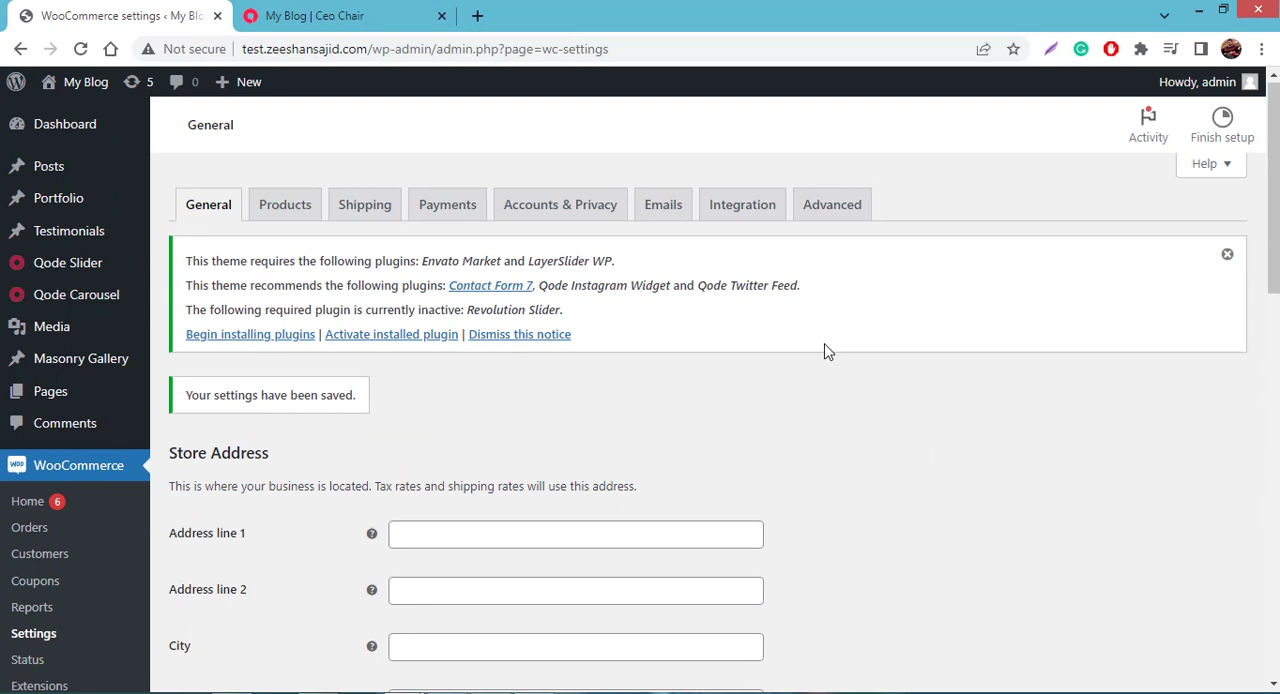 WooCommerce settings ‹ My Blo
My Blog | Ceo Chair
Not secure
test.zeeshansajid.com/wp-admin/admin.php?page=wc-settings
My Blog
5
0
New
Howdy, admin
Dashboard
Posts
Portfolio
Testimonials
Qode Slider
Qode Carousel
Media
Masonry Gallery
Pages
Comments
WooCommerce
Home 6
Orders
Customers
Coupons
Reports
Settings
Status
Extensions
General
Activity
Finish setup
Help
General
Products
Shipping
Payments
Accounts & Privacy
Emails
Integration
Advanced
This theme requires the following plugins: Envato Market and LayerSlider WP.
This theme recommends the following plugins: Contact Form 7, Qode Instagram Widget and Qode Twitter Feed.
The following required plugin is currently inactive: Revolution Slider.
Begin installing plugins | Activate installed plugin | Dismiss this notice
Your settings have been saved.
Store Address
This is where your business is located. Tax rates and shipping rates will use this address.
Address line 1
Address line 2
City